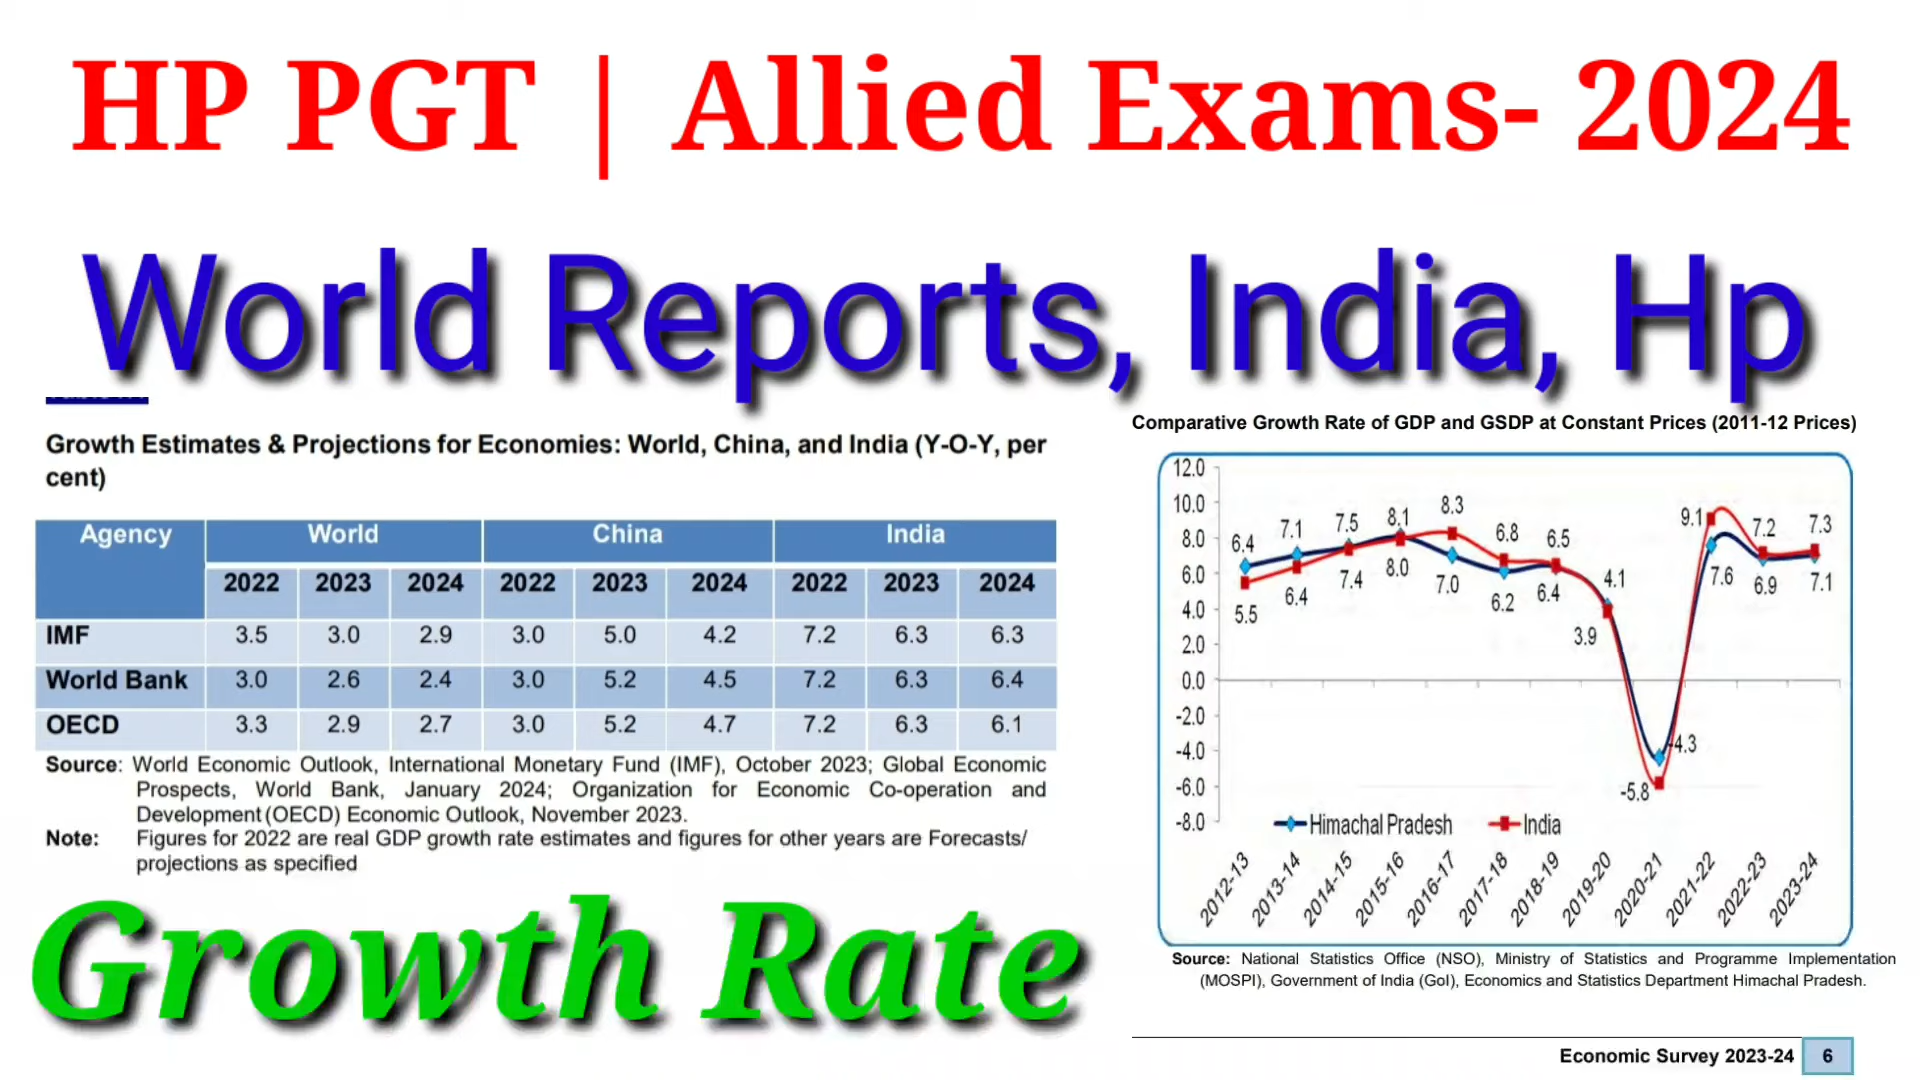 HP PGT | Allied Exams- 2024
World Reports, India, Hp
Growth Estimates & Projections for Economies: World, China, and India (Y-O-Y, per
cent)
Agency World China India
2022 2023 2024 2022 2023 2024 2022 2023 2024
IMF 3.5 3.0 2.9 3.0 5.0 4.2 7.2 6.3 6.3
World Bank 3.0 2.6 2.4 3.0 5.2 4.5 7.2 6.3 6.4
OECD 3.3 2.9 2.7 3.0 5.2 4.7 7.2 6.3 6.1
Source: World Economic Outlook, International Monetary Fund (IMF), October 2023; Global Economic
Prospects, World Bank, January 2024; Organization for Economic Co-operation and
Development (OECD) Economic Outlook, November 2023.
Note: Figures for 2022 are real GDP growth rate estimates and figures for other years are Forecasts/
projections as specified
Growth Rate
Comparative Growth Rate of GDP and GSDP at Constant Prices (2011-12 Prices)
12.0
10.0
8.0
6.0
4.0
2.0
0.0
-2.0
-4.0
-6.0
-8.0
6.4 7.1 7.5 8.1 8.3 6.8 6.5 4.1 9.1 7.2 7.3
5.5 6.4 7.4 8.0 7.0 6.2 6.4 3.9 7.6 6.9 7.1
-4.3
-5.8
Himachal Pradesh India
2012-13 2013-14 2014-15 2015-16 2016-17 2017-18 2018-19 2019-20 2020-21 2021-22 2022-23 2023-24
Source: National Statistics Office (NSO), Ministry of Statistics and Programme Implementation
(MOSPI), Government of India (GoI), Economics and Statistics Department Himachal Pradesh.
Economic Survey 2023-24 6